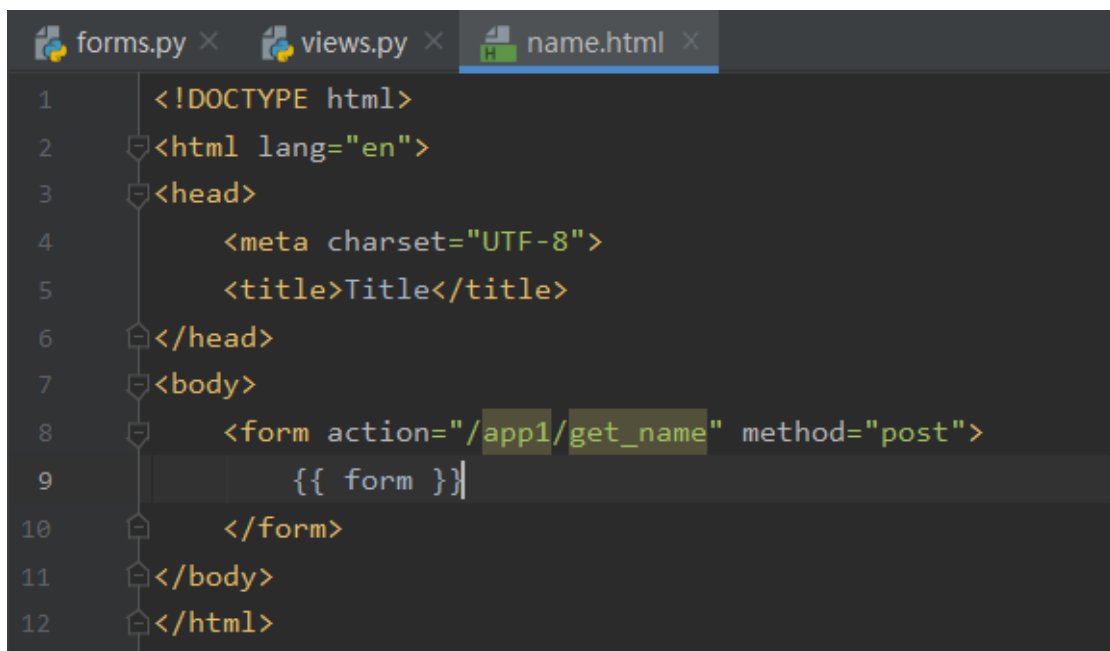 forms.py × views.py × H name.html ×
1 <!DOCTYPE html>
2 <html lang="en">
3 <head>
4 <meta charset="UTF-8">
5 <title>Title</title>
6 </head>
7 <body>
8 <form action="/app1/get_name" method="post">
9 {{ form }}
10 </form>
11 </body>
12 </html>